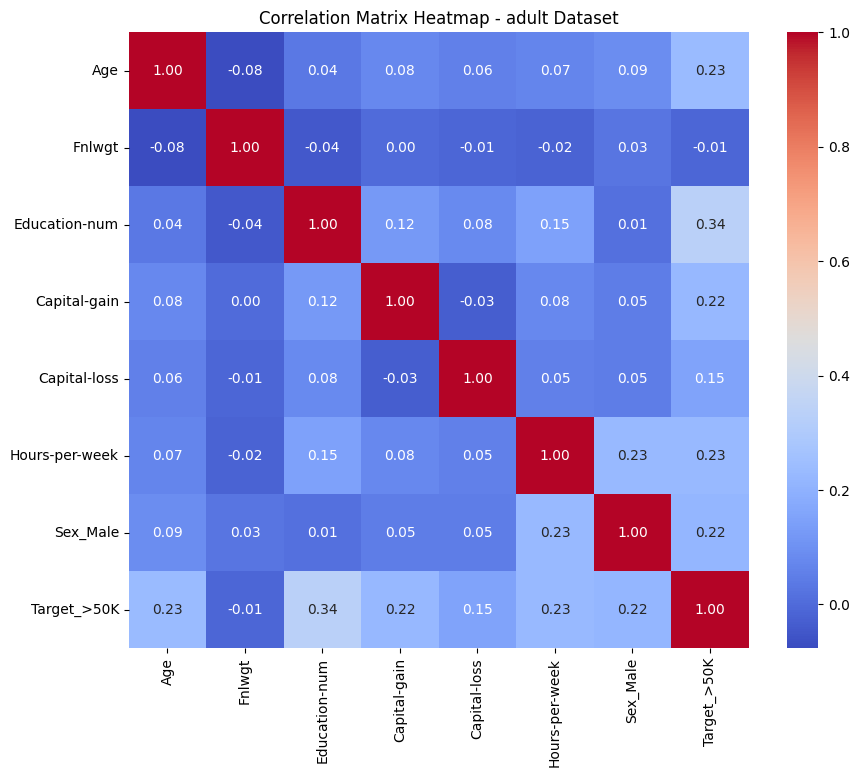 Correlation Matrix Heatmap - adult Dataset
Age 1.00 -0.08 0.04 0.08 0.06 0.07 0.09 0.23
Fnlwgt -0.08 1.00 -0.04 0.00 -0.01 -0.02 0.03 -0.01
Education-num 0.04 -0.04 1.00 0.12 0.08 0.15 0.01 0.34
Capital-gain 0.08 0.00 0.12 1.00 -0.03 0.08 0.05 0.22
Capital-loss 0.06 -0.01 0.08 -0.03 1.00 0.05 0.05 0.15
Hours-per-week 0.07 -0.02 0.15 0.08 0.05 1.00 0.23 0.23
Sex_Male 0.09 0.03 0.01 0.05 0.05 0.23 1.00 0.22
Target_>50K 0.23 -0.01 0.34 0.22 0.15 0.23 0.22 1.00
Age
Fnlwgt
Education-num
Capital-gain
Capital-loss
Hours-per-week
Sex_Male
Target_>50K
1.0
0.8
0.6
0.4
0.2
0.0